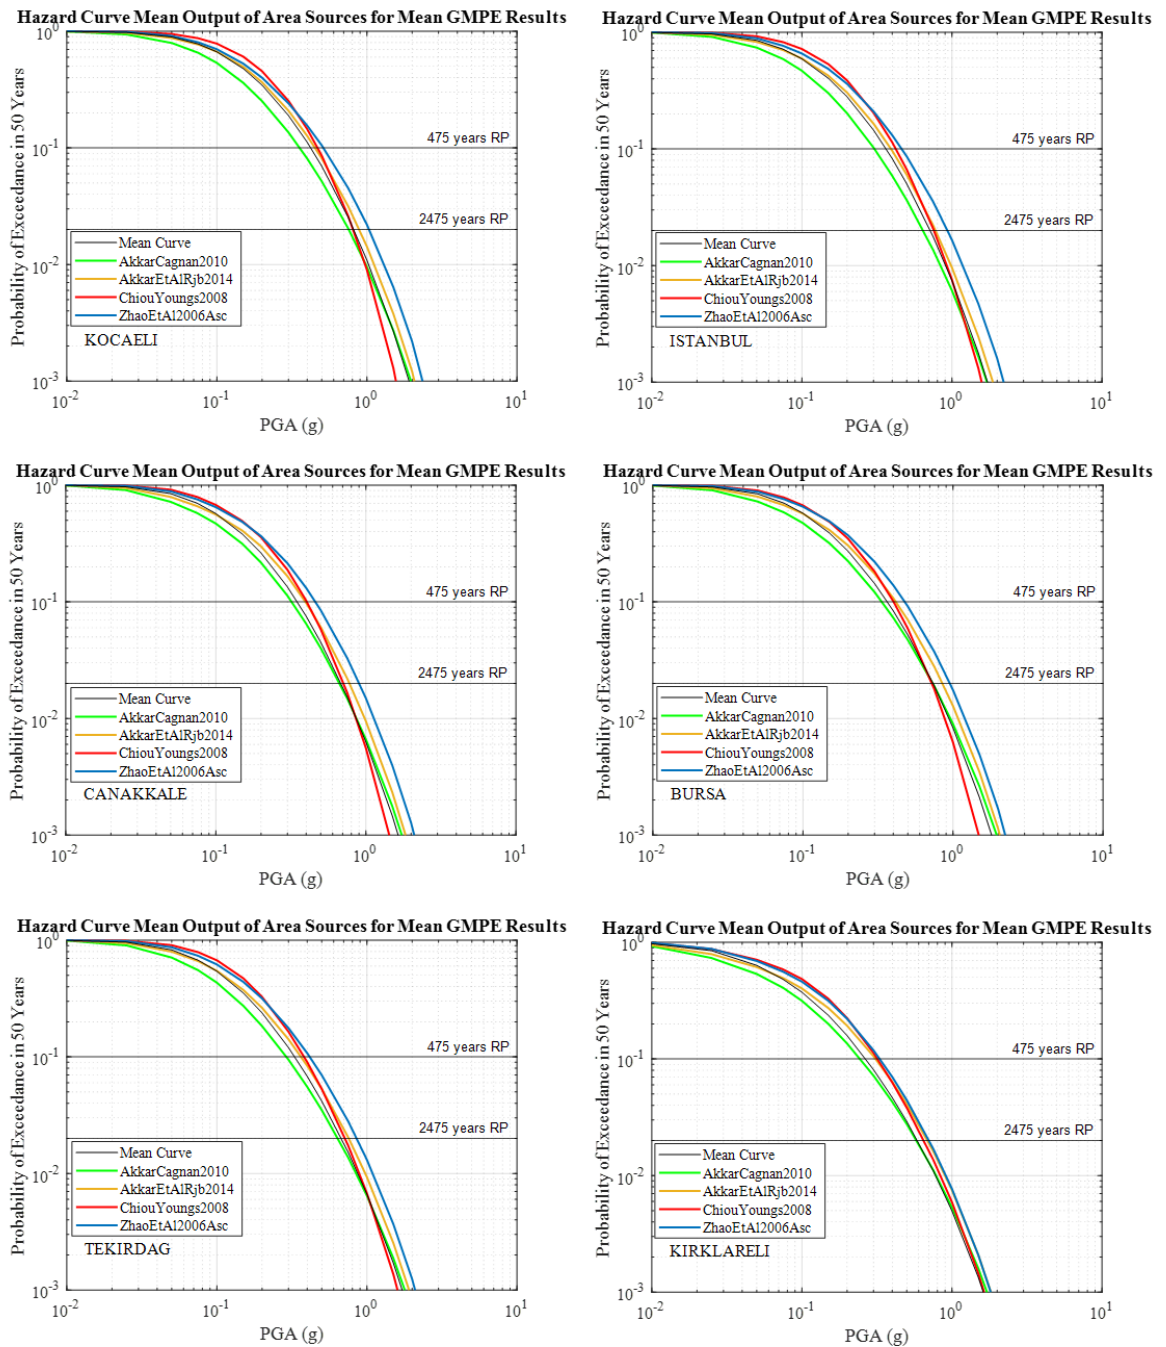 Hazard Curve Mean Output of Area Sources for Mean GMPE Results
Probability of Exceedance in 50 Years
10^0
10^-1
10^-2
10^-3
475 years RP
2475 years RP
Mean Curve
AkkarCagnan2010
AkkarEtAlRjb2014
ChiouYoungs2008
ZhaoEtAl2006Asc
KOCAELI
10^-2
10^-1
10^0
10^1
PGA (g)
Hazard Curve Mean Output of Area Sources for Mean GMPE Results
Probability of Exceedance in 50 Years
10^0
10^-1
10^-2
10^-3
475 years RP
2475 years RP
Mean Curve
AkkarCagnan2010
AkkarEtAlRjb2014
ChiouYoungs2008
ZhaoEtAl2006Asc
ISTANBUL
10^-2
10^-1
10^0
10^1
PGA (g)
Hazard Curve Mean Output of Area Sources for Mean GMPE Results
Probability of Exceedance in 50 Years
10^0
10^-1
10^-2
10^-3
475 years RP
2475 years RP
Mean Curve
AkkarCagnan2010
AkkarEtAlRjb2014
ChiouYoungs2008
ZhaoEtAl2006Asc
CANAKKALE
10^-2
10^-1
10^0
10^1
PGA (g)
Hazard Curve Mean Output of Area Sources for Mean GMPE Results
Probability of Exceedance in 50 Years
10^0
10^-1
10^-2
10^-3
475 years RP
2475 years RP
Mean Curve
AkkarCagnan2010
AkkarEtAlRjb2014
ChiouYoungs2008
ZhaoEtAl2006Asc
BURSA
10^-2
10^-1
10^0
10^1
PGA (g)
Hazard Curve Mean Output of Area Sources for Mean GMPE Results
Probability of Exceedance in 50 Years
10^0
10^-1
10^-2
10^-3
475 years RP
2475 years RP
Mean Curve
AkkarCagnan2010
AkkarEtAlRjb2014
ChiouYoungs2008
ZhaoEtAl2006Asc
TEKIRDAG
10^-2
10^-1
10^0
10^1
PGA (g)
Hazard Curve Mean Output of Area Sources for Mean GMPE Results
Probability of Exceedance in 50 Years
10^0
10^-1
10^-2
10^-3
475 years RP
2475 years RP
Mean Curve
AkkarCagnan2010
AkkarEtAlRjb2014
ChiouYoungs2008
ZhaoEtAl2006Asc
KIRKLARELI
10^-2
10^-1
10^0
10^1
PGA (g)